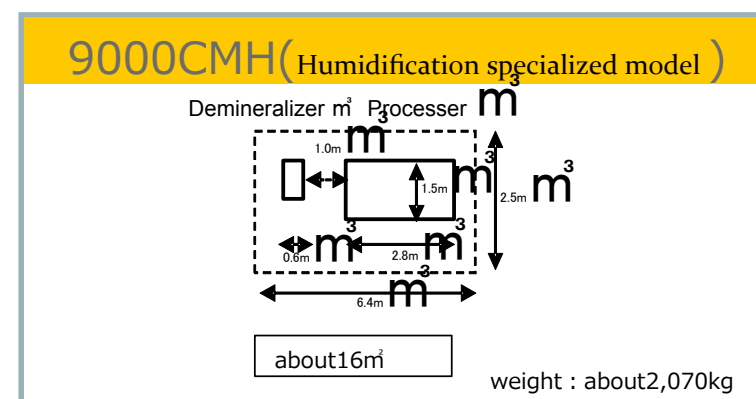 9000CMH(Humidification specialized model )
Demineralizer ㎥ Processer ㎥
1.0m ㎥
1.5m ㎥
2.5m ㎥
0.6m ㎥ 2.8m ㎥
6.4m ㎥
about16㎡
weight : about2,070kg